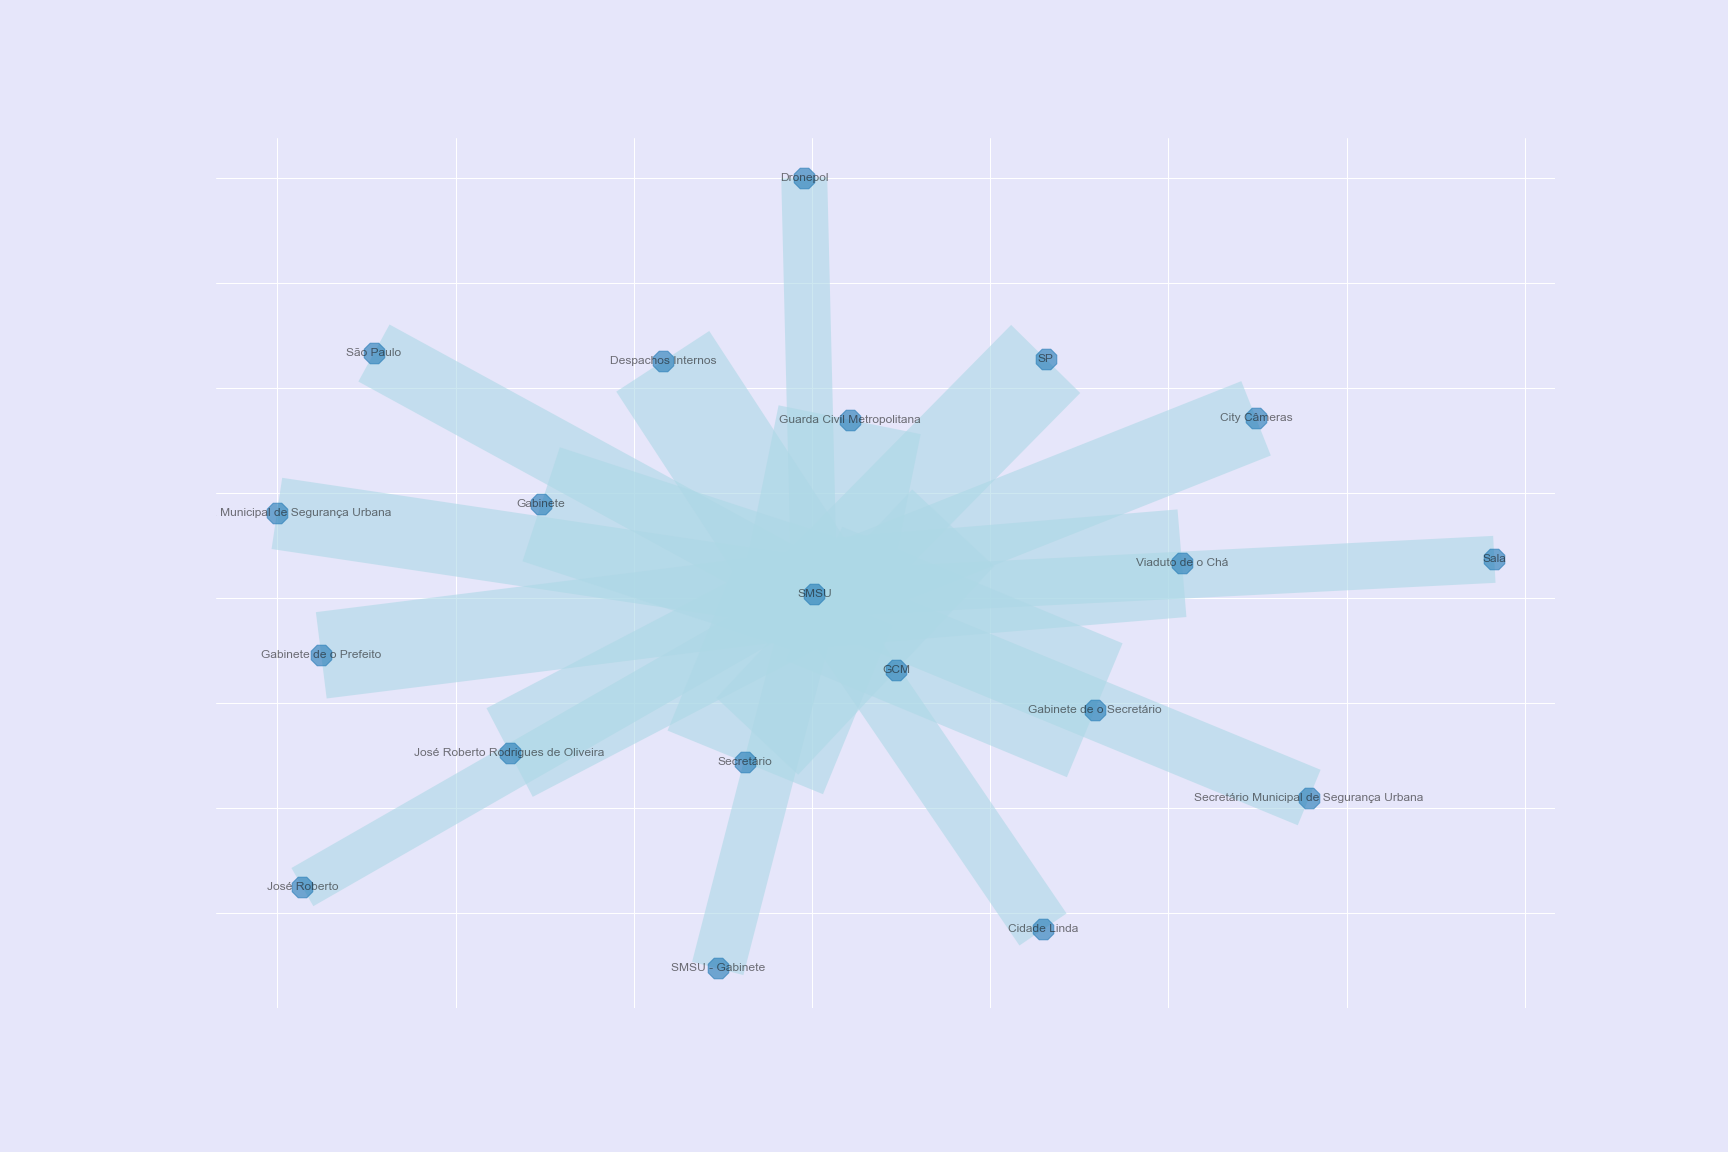 Dronepol
São Paulo
Despachos Internos
SP
Guarda Civil Metropolitana
City Câmeras
Gabinete
Municipal de Segurança Urbana
Viaduto de o Chá
Sala
SMSU
Gabinete de o Prefeito
GCM
Gabinete de o Secretário
José Roberto Rodrigues de Oliveira
Secretário
Secretário Municipal de Segurança Urbana
José Roberto
Cidade Linda
SMSU - Gabinete